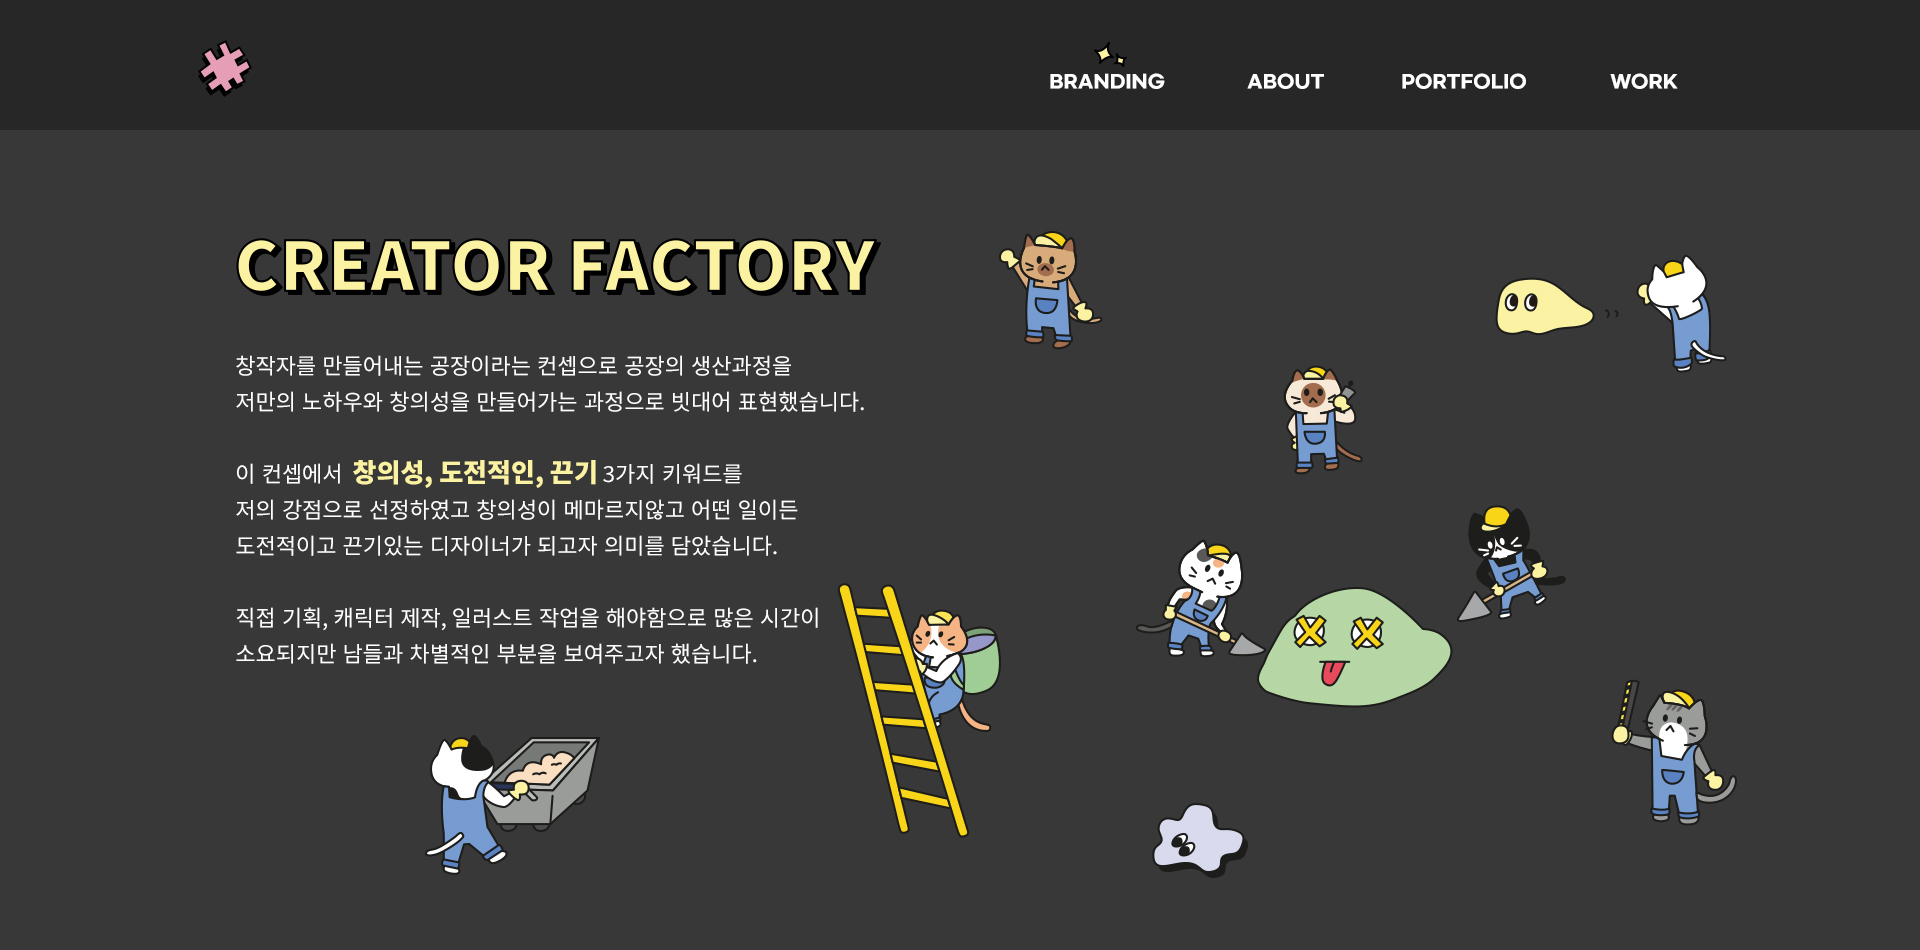 BRANDING ABOUT PORTFOLIO WORK
CREATOR FACTORY
창작자를 만들어내는 공장이라는 컨셉으로 공장의 생산과정을
저만의 노하우와 창의성을 만들어가는 과정으로 빗대어 표현했습니다.
이 컨셉에서 창의성, 도전적인, 끈기 3가지 키워드를
저의 강점으로 선정하였고 창의성이 메마르지않고 어떤 일이든
도전적이고 끈기있는 디자이너가 되고자 의미를 담았습니다.
직접 기획, 캐릭터 제작, 일러스트 작업을 해야함으로 많은 시간이
소요되지만 남들과 차별적인 부분을 보여주고자 했습니다.